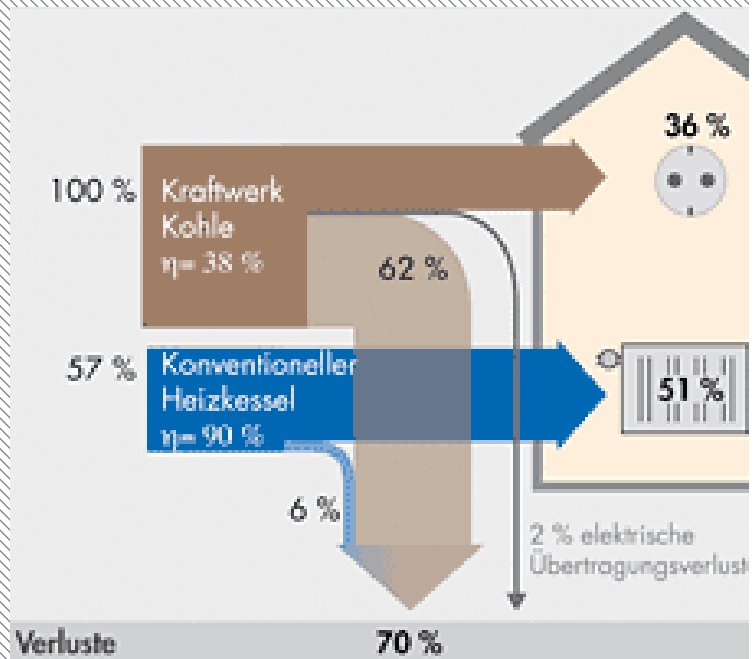 36 %
100 %
Kraftwerk
Kohle
η= 38 %
62 %
57 %
Konventioneller
Heizkessel
η= 90 %
51 %
6 %
2 % elektrische
Übertragungsverlust
Verluste
70 %